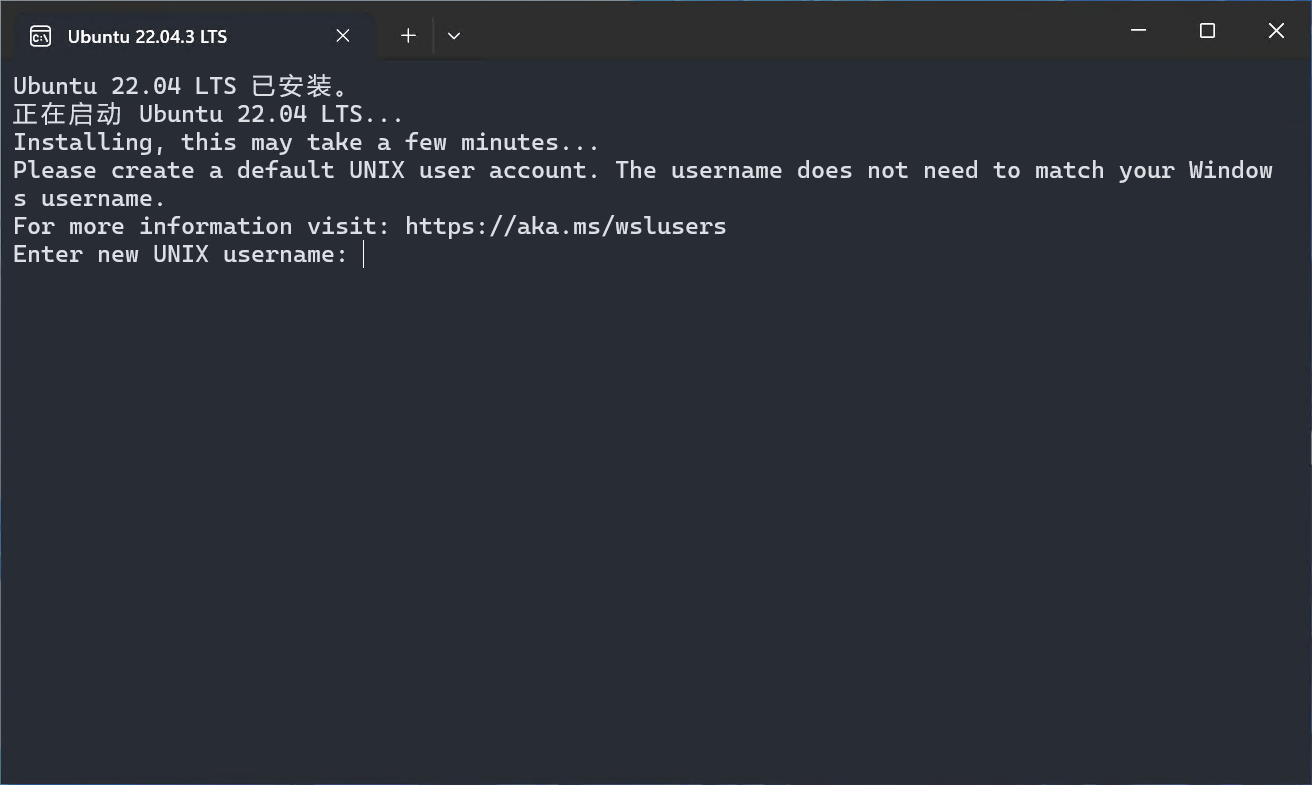 Ubuntu 22.04.3 LTS
Ubuntu 22.04 LTS 已安装。
正在启动 Ubuntu 22.04 LTS...
Installing, this may take a few minutes...
Please create a default UNIX user account. The username does not need to match your Window
s username.
For more information visit: https://aka.ms/wslusers
Enter new UNIX username: